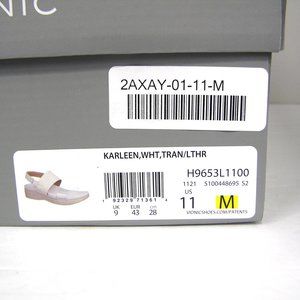 NIC
2AXAY-01-11-M
KARLEEN,WHT,TRAN/LTHR
H9653L1100
1121 S100448695 S2
US
11 M
UK EUR CM
9 43 28
VIONICSHOES.COM/PATENTS